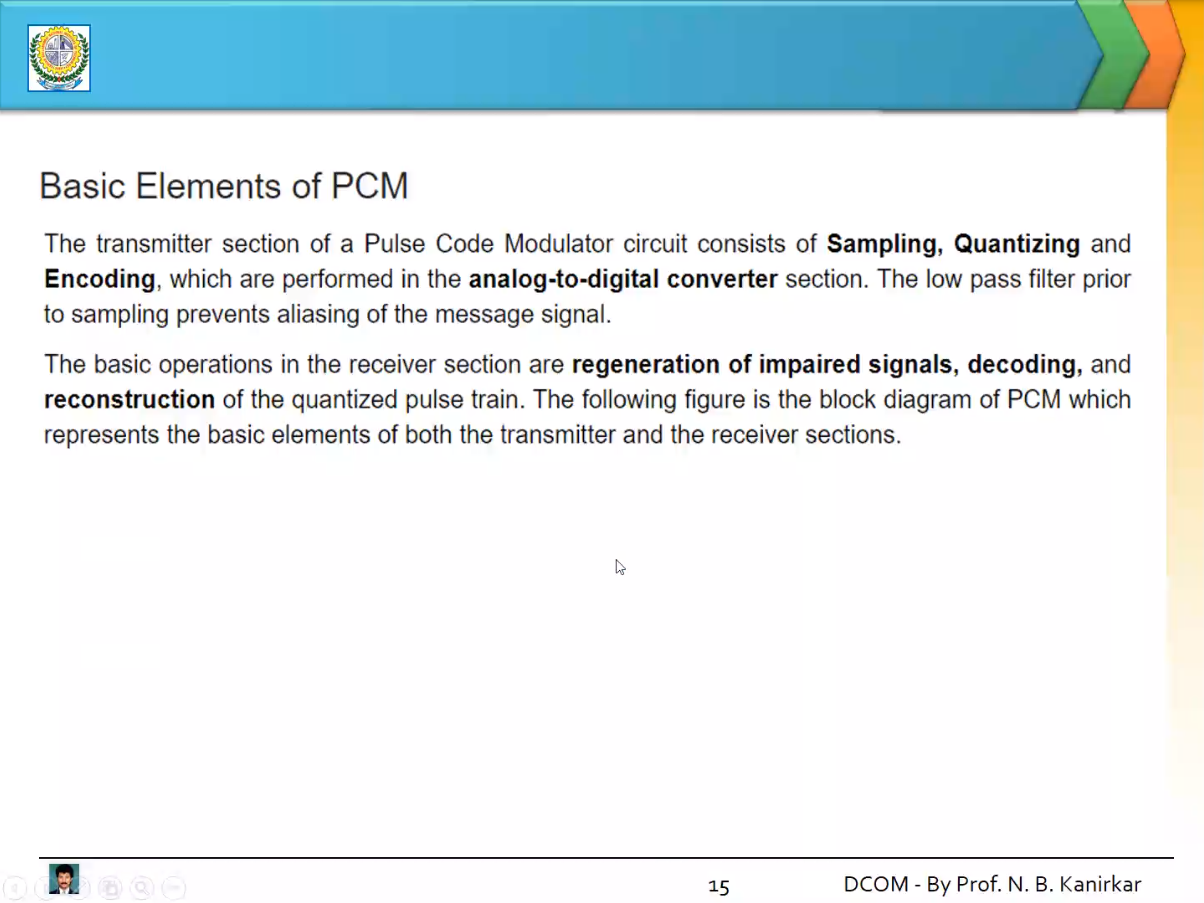 Basic Elements of PCM
The transmitter section of a Pulse Code Modulator circuit consists of Sampling, Quantizing and
Encoding, which are performed in the analog-to-digital converter section. The low pass filter prior
to sampling prevents aliasing of the message signal.
The basic operations in the receiver section are regeneration of impaired signals, decoding, and
reconstruction of the quantized pulse train. The following figure is the block diagram of PCM which
represents the basic elements of both the transmitter and the receiver sections.
15
DCOM - By Prof. N. B. Kanirkar